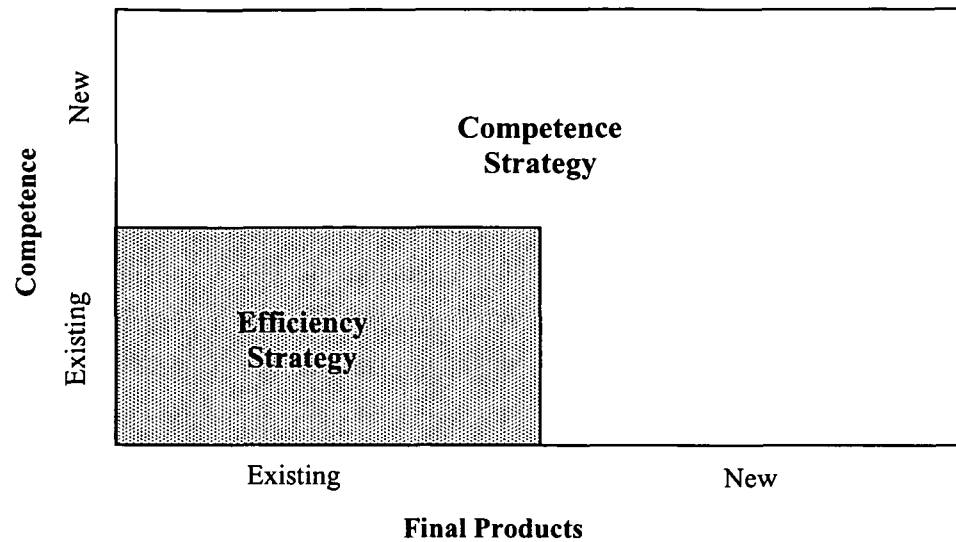 New
Competence
Strategy
Competence
Existing
Efficiency
Strategy
Existing
New
Final Products